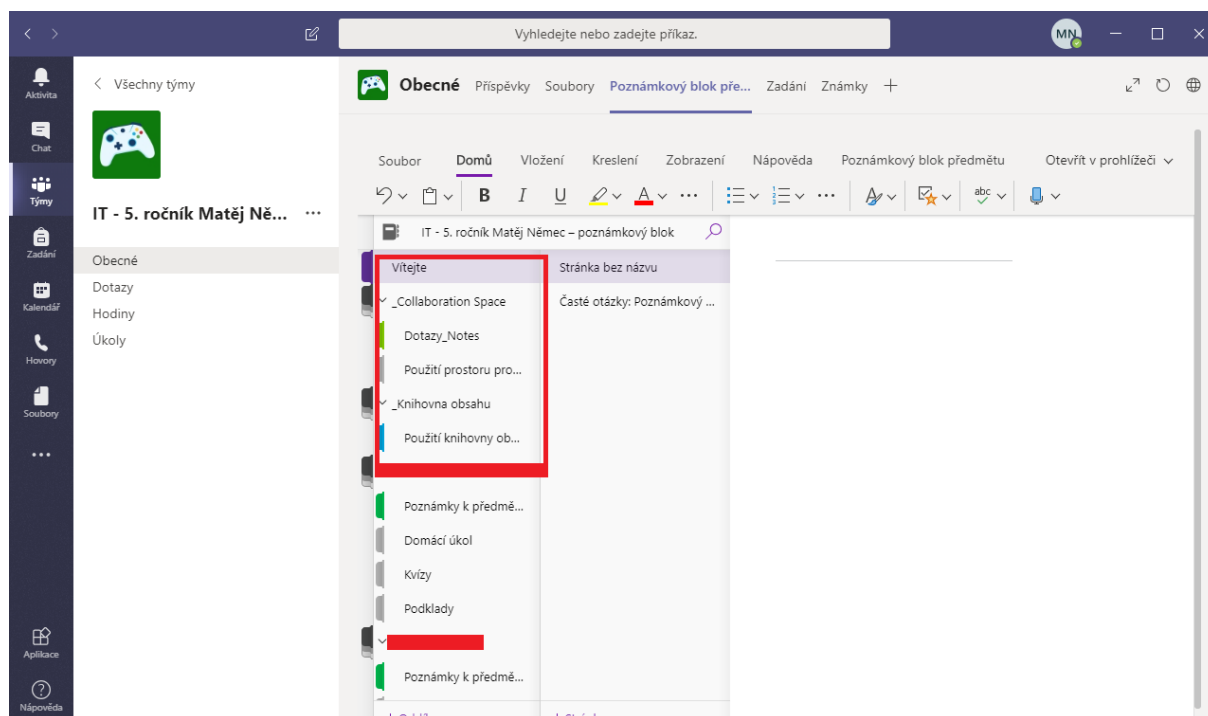 Vyhledejte nebo zadejte příkaz.
MN
Aktivita
Chat
Týmy
Zadání
Kalendář
Hovory
Soubory
Aplikace
Nápověda
Všechny týmy
IT - 5. ročník Matěj Ně... ...
Obecné
Dotazy
Hodiny
Úkoly
Obecné Příspěvky Soubory Poznámkový blok pře... Zadání Známky
Soubor Domů Vložení Kreslení Zobrazení Nápověda Poznámkový blok předmětu Otevřít v prohlížeči
B I U A abc
IT - 5. ročník Matěj Němec – poznámkový blok
Vítejte
_Collaboration Space
Dotazy_Notes
Použití prostoru pro...
_Knihovna obsahu
Použití knihovny ob...
Poznámky k předmě...
Domácí úkol
Kvízy
Podklady
Poznámky k předmě...
Stránka bez názvu
Časté otázky: Poznámkový ...